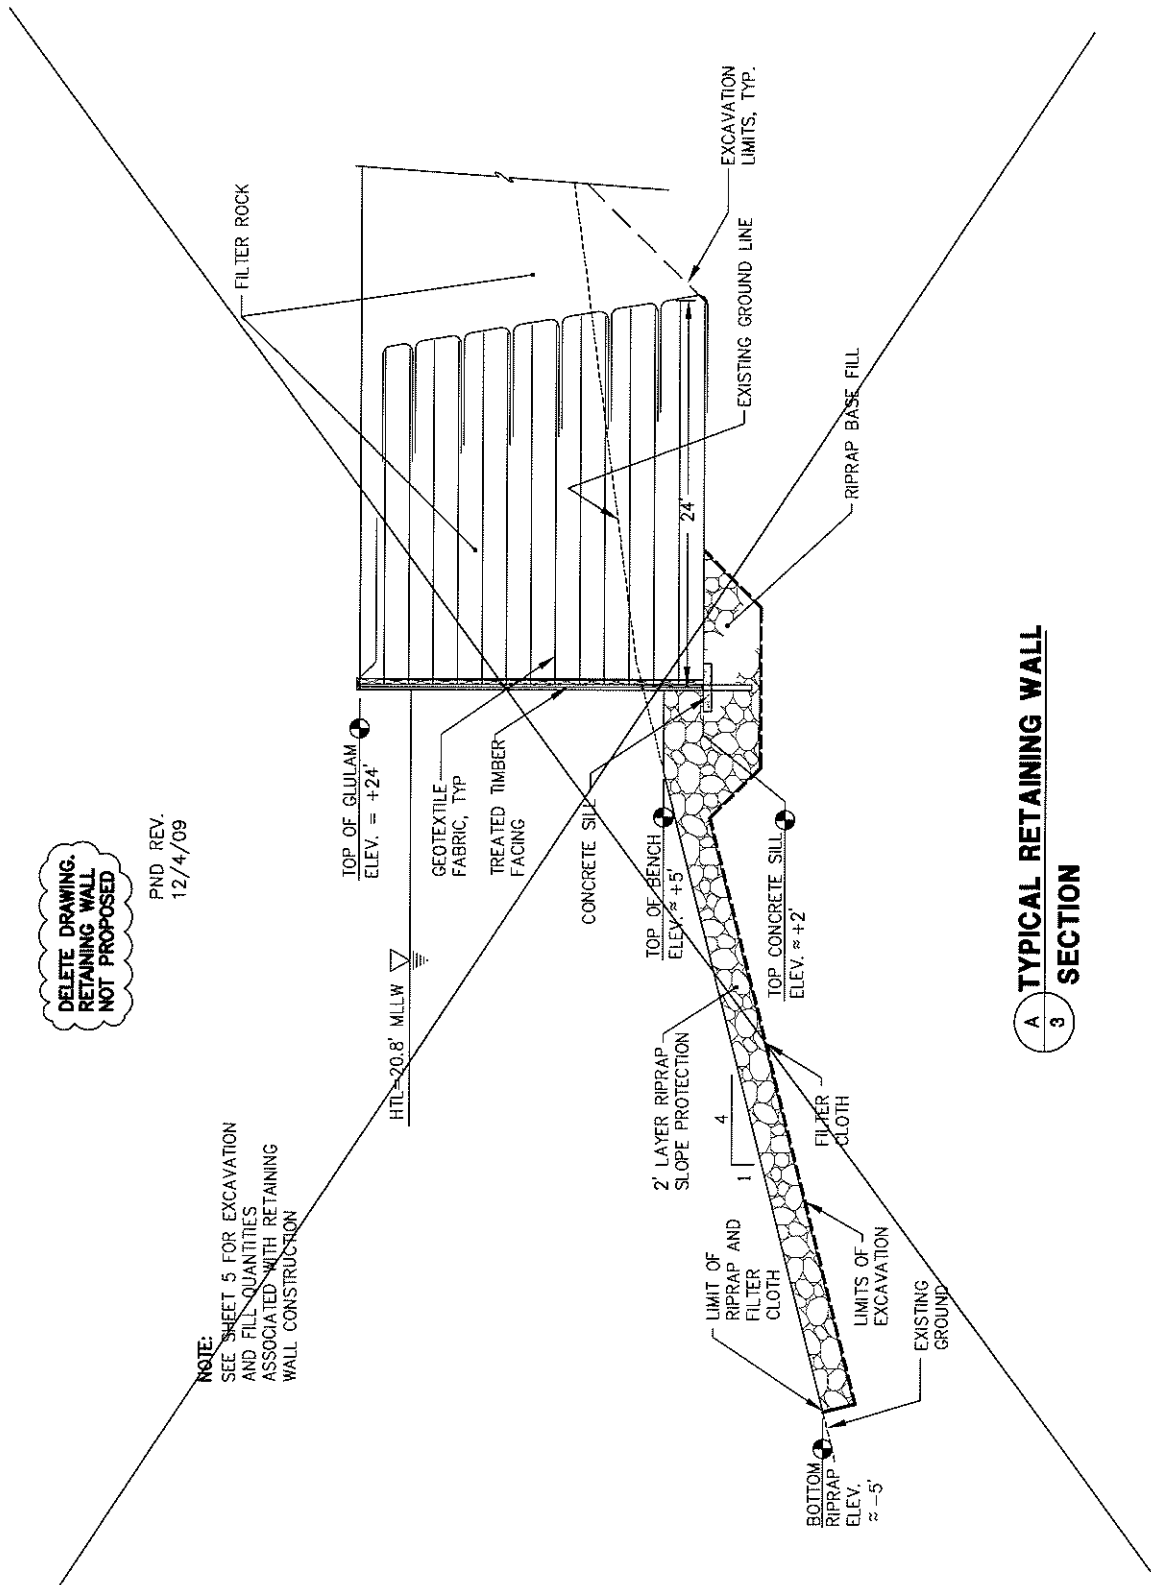 DELETE DRAWING.
RETAINING WALL
NOT PROPOSED
PND REV.
12/4/09
NOTE:
SEE SHEET 5 FOR EXCAVATION
AND FILL QUANTITIES
ASSOCIATED WITH RETAINING
WALL CONSTRUCTION
FILTER ROCK
HTL=20.8' MLLW
TOP OF GLULAM
ELEV. = +24'
GEOTEXTILE
FABRIC, TYP
TREATED TIMBER
FACING
CONCRETE SILL
TOP OF BENCH
ELEV. ≈ +5'
TOP CONCRETE SILL
ELEV. ≈ +2'
24'
EXCAVATION
LIMITS, TYP.
EXISTING GROUND LINE
RIPRAP BASE FILL
2' LAYER RIPRAP
SLOPE PROTECTION
4
1
FILTER
CLOTH
LIMIT OF
RIPRAP AND
FILTER
CLOTH
LIMITS OF
EXCAVATION
EXISTING
GROUND
BOTTOM
RIPRAP
ELEV.
≈ -5'
A
3
TYPICAL RETAINING WALL
SECTION